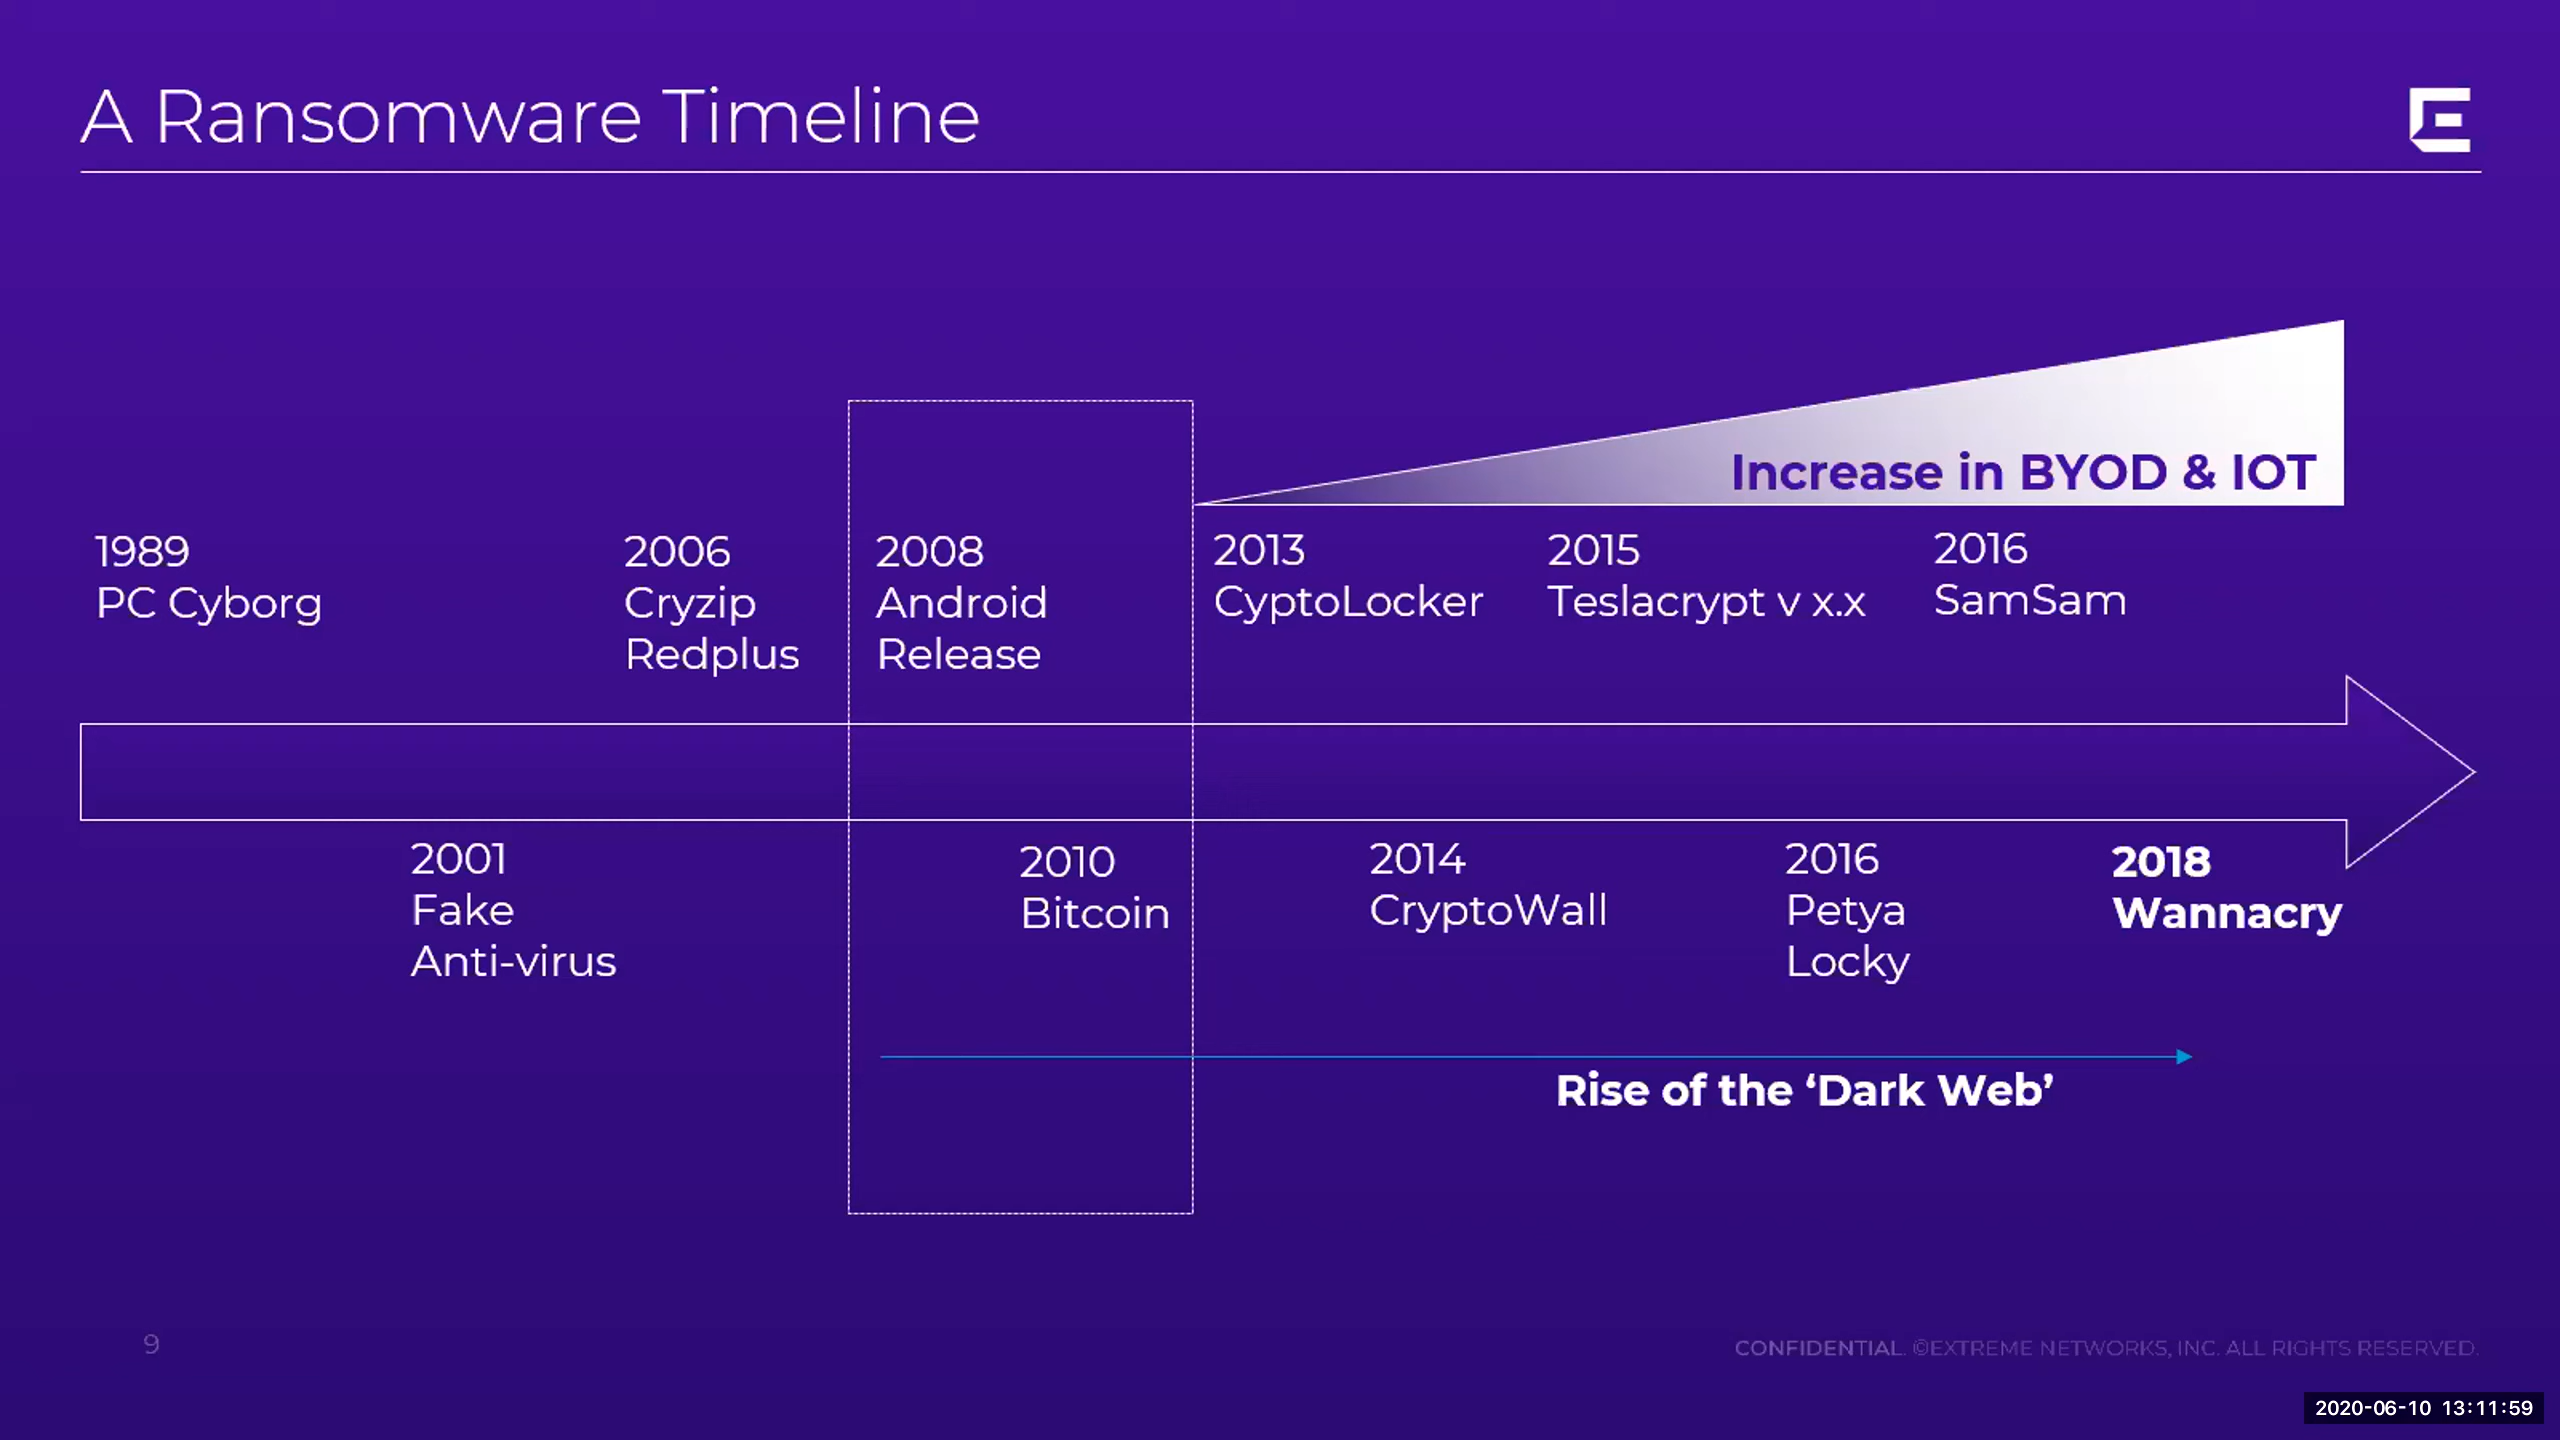 A Ransomware Timeline
Increase in BYOD & IOT
1989
PC Cyborg
2006
Cryzip
Redplus
2008
Android
Release
2013
CyptoLocker
2015
Teslacrypt v x.x
2016
SamSam
2001
Fake
Anti-virus
2010
Bitcoin
2014
CryptoWall
2016
Petya
Locky
2018
Wannacry
Rise of the ‘Dark Web’
9
CONFIDENTIAL. ©EXTREME NETWORKS, INC. ALL RIGHTS RESERVED.
2020-06-10 13:11:59